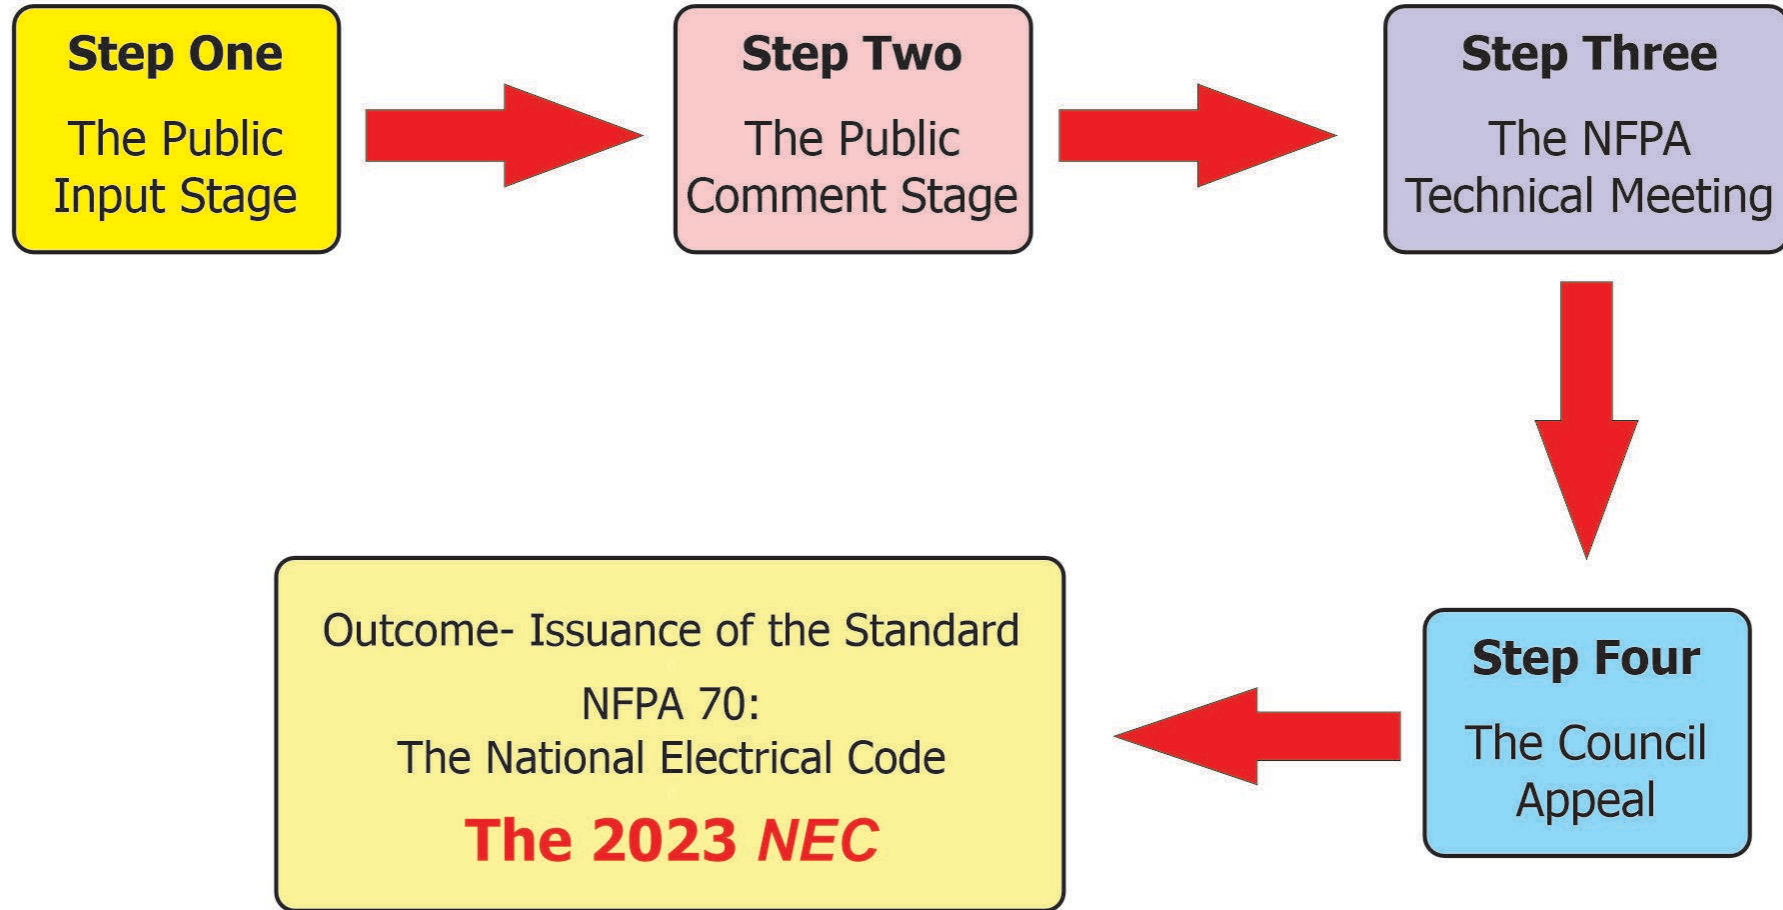 Step One
The Public
Input Stage
Step Two
The Public
Comment Stage
Step Three
The NFPA
Technical Meeting
Step Four
The Council
Appeal
Outcome- Issuance of the Standard
NFPA 70:
The National Electrical Code
The 2023 NEC